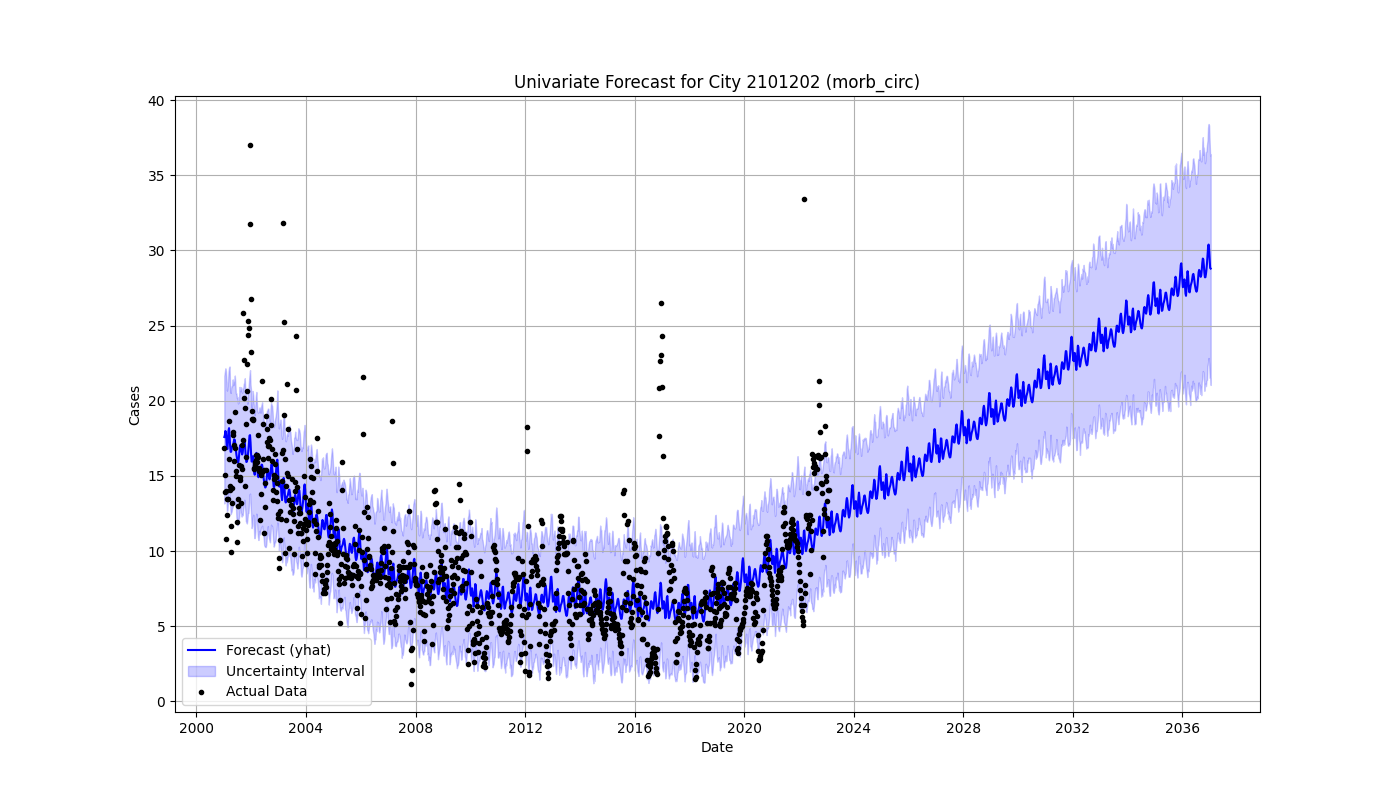 Univariate Forecast for City 2101202 (morb_circ)
40
35
30
25
20
15
10
5
0
Cases
Forecast (yhat)
Uncertainty Interval
Actual Data
2000 2004 2008 2012 2016 2020 2024 2028 2032 2036
Date